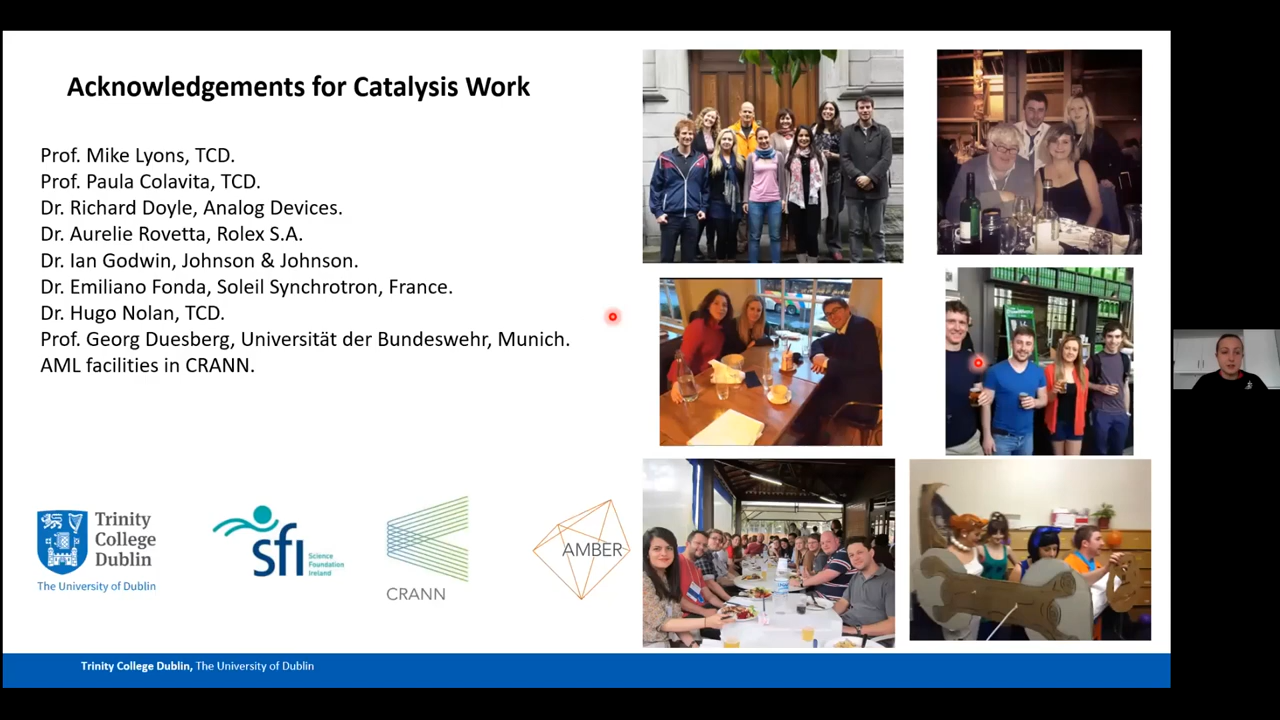 Acknowledgements for Catalysis Work
Prof. Mike Lyons, TCD.
Prof. Paula Colavita, TCD.
Dr. Richard Doyle, Analog Devices.
Dr. Aurelie Rovetta, Rolex S.A.
Dr. Ian Godwin, Johnson & Johnson.
Dr. Emiliano Fonda, Soleil Synchrotron, France.
Dr. Hugo Nolan, TCD.
Prof. Georg Duesberg, Universität der Bundeswehr, Munich.
AML facilities in CRANN.
Trinity
College
Dublin
The University of Dublin
sfi
Science
Foundation
Ireland
CRANN
AMBER
Trinity College Dublin, The University of Dublin